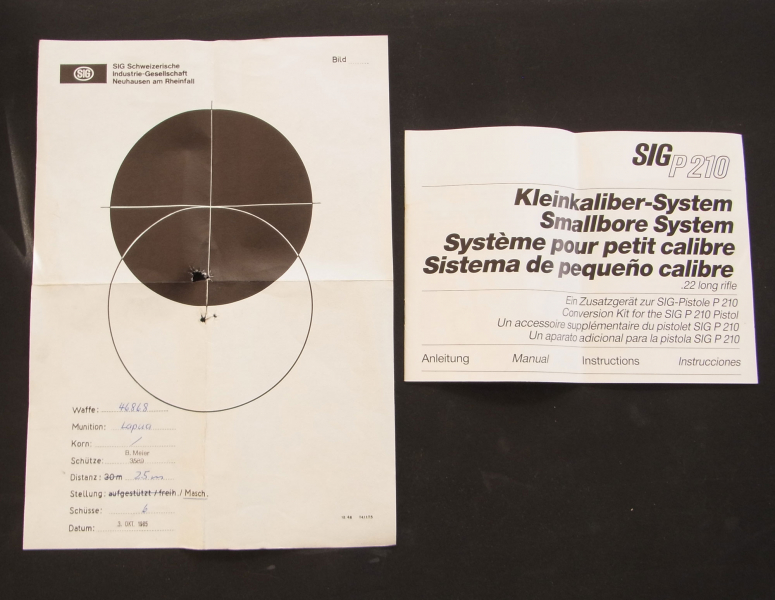 SIG
SIG Schweizerische
Industrie-Gesellschaft
Neuhausen am Rheinfall
Bild
Waffe: 46868
Munition: Lapua
Korn: /
Schütze: B. Meier
Distanz: 30m 25m
Stellung: aufgestützt / freih. / Masch.
Schüsse: 6
Datum: 3. OKT. 1985
SIG P 210
Kleinkaliber-System
Smallbore System
Système pour petit calibre
Sistema de pequeño calibre
.22 long rifle
Ein Zusatzgerät zur SIG-Pistole P 210
Conversion Kit for the SIG P 210 Pistol
Un accessoire supplémentaire du pistolet SIG P 210
Un aparato adicional para la pistola SIG P 210
Anleitung Manual Instructions Instrucciones